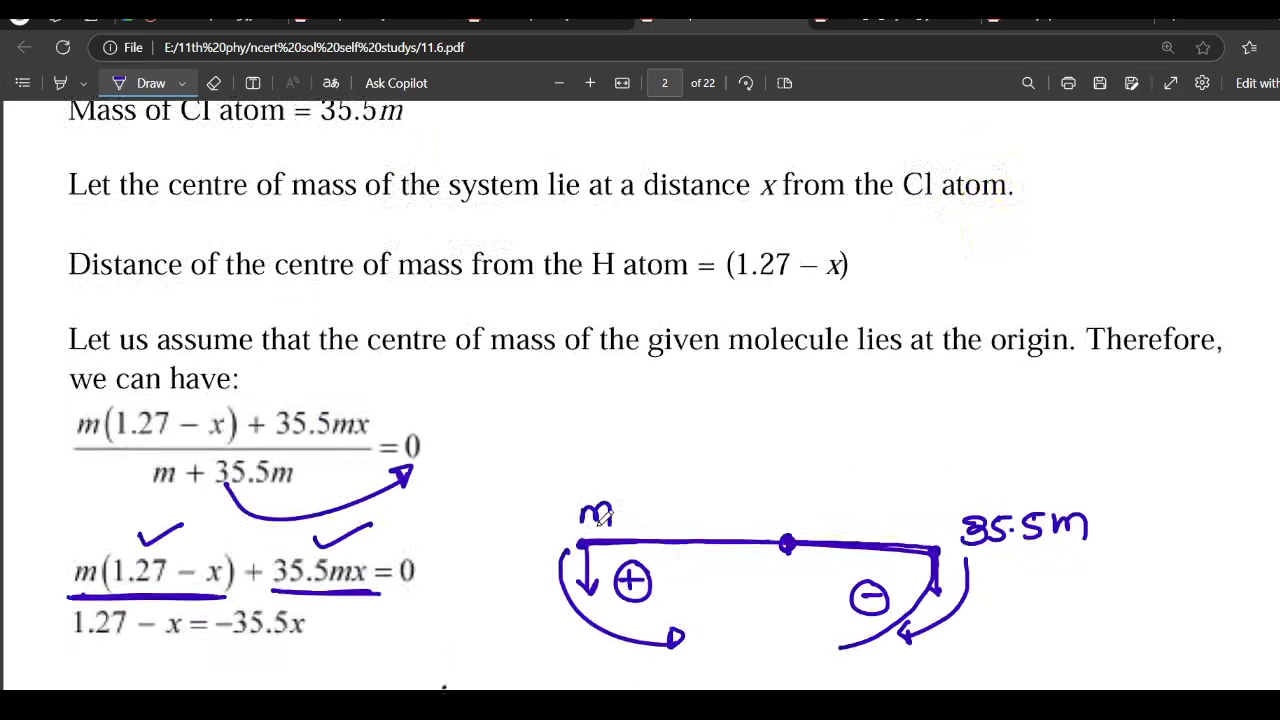 File E:/11th%20phy/ncert%20sol%20self%20studys/11.6.pdf
Draw aあ Ask Copilot 2 of 22 Edit with
Mass of Cl atom = 35.5m
Let the centre of mass of the system lie at a distance x from the Cl atom.
Distance of the centre of mass from the H atom = (1.27 – x)
Let us assume that the centre of mass of the given molecule lies at the origin. Therefore,
we can have:
m(1.27 – x) + 35.5mx
= 0
m + 35.5m
m 35.5m
m(1.27 – x) + 35.5mx = 0
+ −
1.27 – x = –35.5x